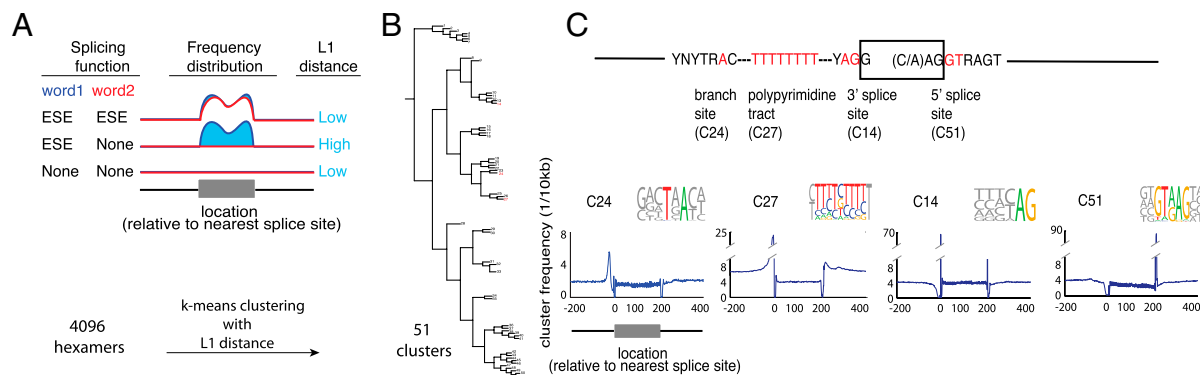 A
Splicing function
Frequency distribution
L1 distance
word1 word2
ESE ESE Low
ESE None High
None None Low
location
(relative to nearest splice site)
4096 hexamers
k-means clustering with L1 distance
B
51 clusters
C
YNYTRAC---TTTTTTTT---YAGG (C/A)AGGTRAGT
branch site (C24)
polypyrimidine tract (C27)
3' splice site (C14)
5' splice site (C51)
cluster frequency (1/10kb)
C24
8
4
0
-200 0 200 400
C27
25
8
4
0
-200 0 200 400
C14
70
8
4
0
-200 0 200 400
C51
90
8
4
0
-200 0 200 400
location
(relative to nearest splice site)